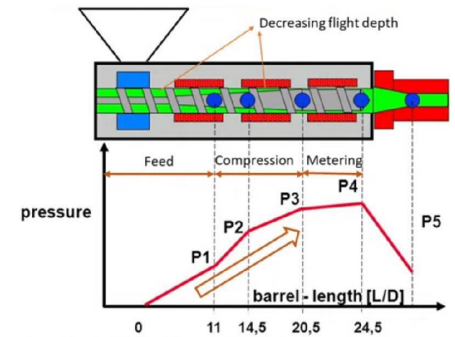 Decreasing flight depth
Feed
Compression
Metering
pressure
P1
P2
P3
P4
P5
barrel - length [L/D]
0
11
14,5
20,5
24,5